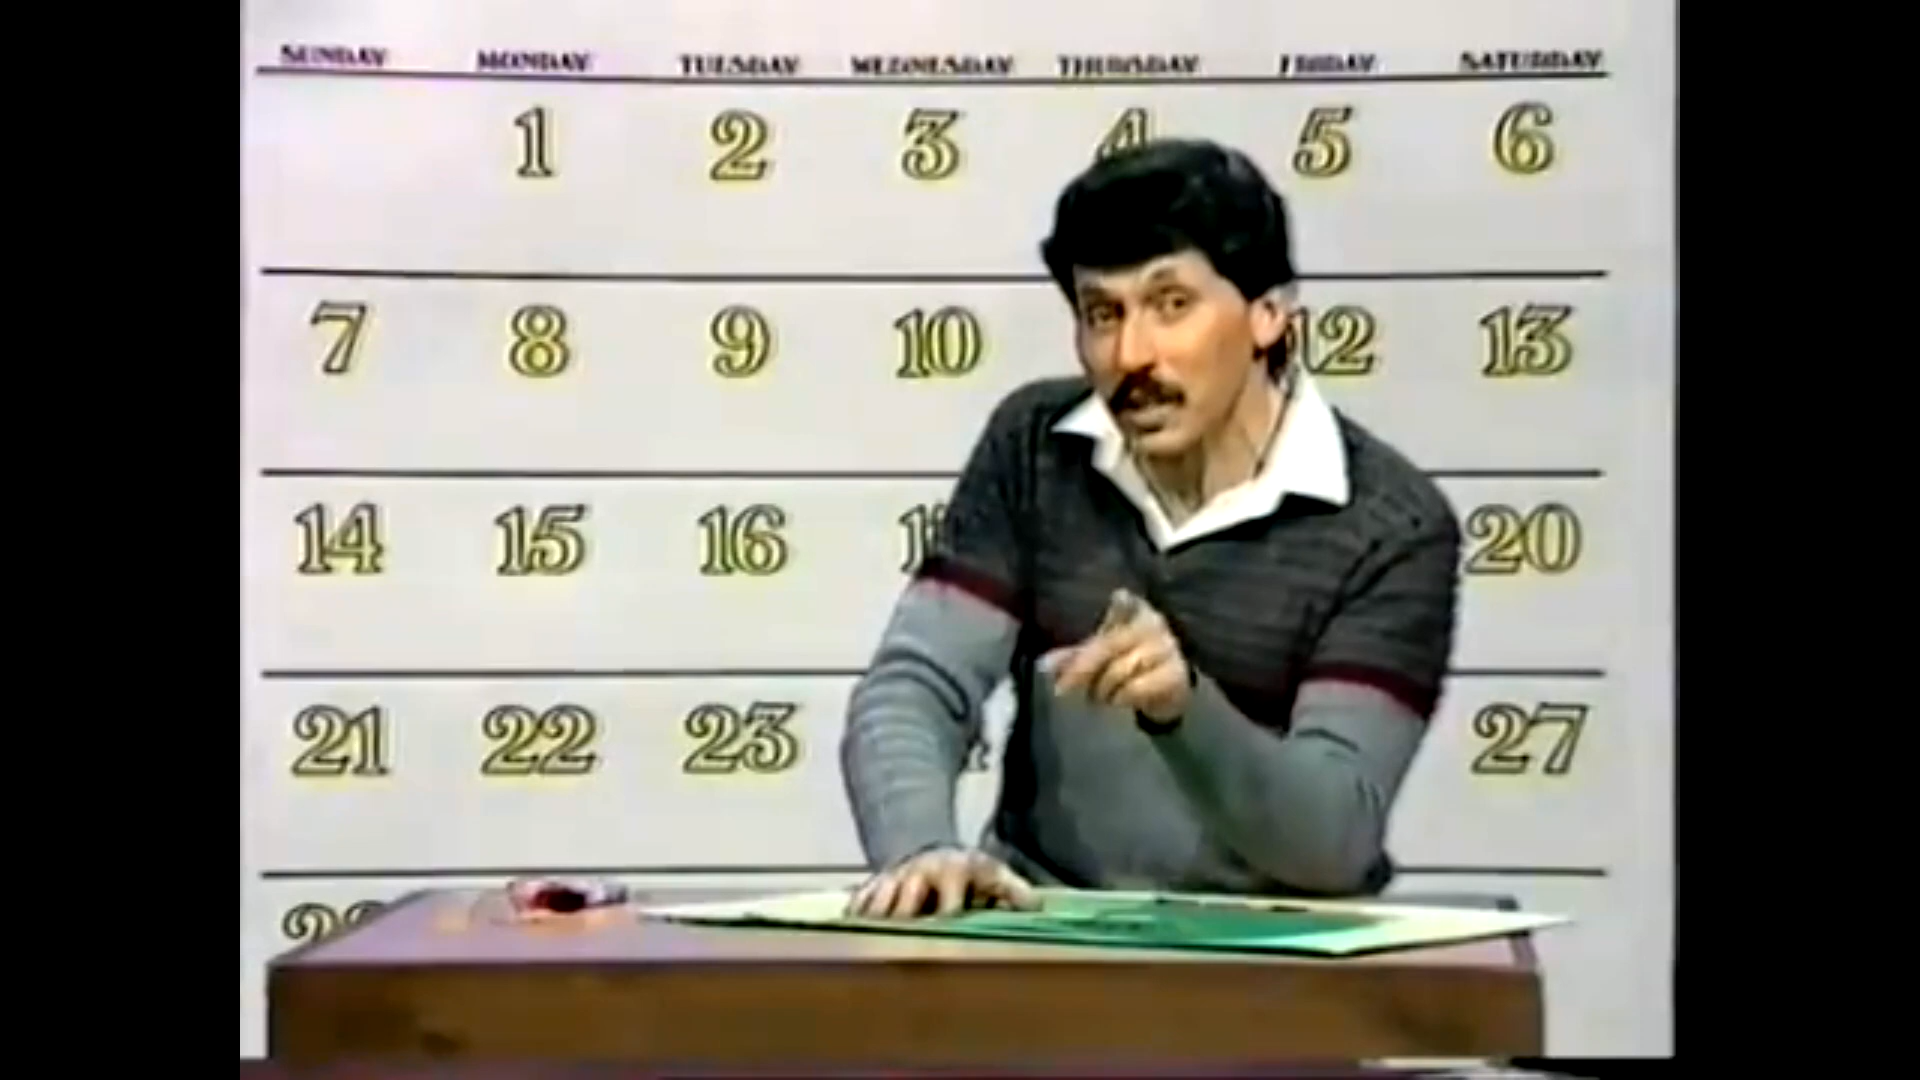 SUNDAY MONDAY TUESDAY WEDNESDAY THURSDAY FRIDAY SATURDAY
1 2 3 4 5 6
7 8 9 10 12 13
14 15 16 20
21 22 23 27